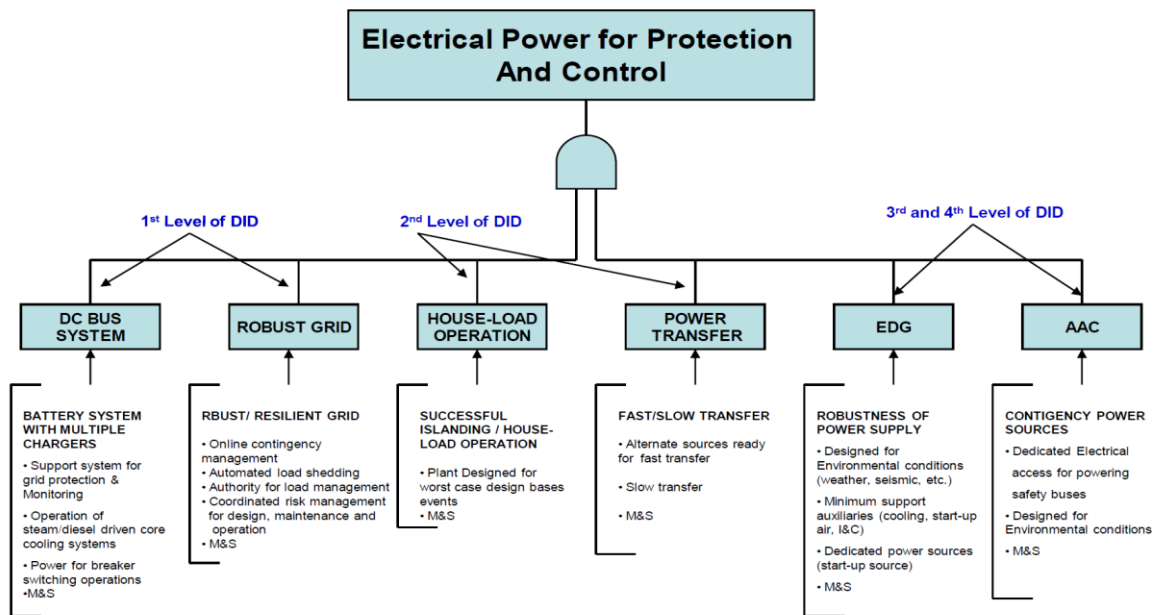 Electrical Power for Protection
And Control
1st Level of DID
2nd Level of DID
3rd and 4th Level of DID
DC BUS
SYSTEM
ROBUST GRID
HOUSE-LOAD
OPERATION
POWER
TRANSFER
EDG
AAC
BATTERY SYSTEM
WITH MULTIPLE
CHARGERS
• Support system for
grid protection &
Monitoring
• Operation of
steam/diesel driven core
cooling systems
• Power for breaker
switching operations
•M&S
RBUST/ RESILIENT GRID
• Online contingency
management
• Automated load shedding
• Authority for load management
• Coordinated risk management
for design, maintenance and
operation
• M&S
SUCCESSFUL
ISLANDING / HOUSE-
LOAD OPERATION
• Plant Designed for
worst case design bases
events
• M&S
FAST/SLOW TRANSFER
• Alternate sources ready
for fast transfer
• Slow transfer
• M&S
ROBUSTNESS OF
POWER SUPPLY
• Designed for
Environmental conditions
(weather, seismic, etc.)
• Minimum support
auxiliaries (cooling, start-up
air, I&C)
• Dedicated power sources
(start-up source)
• M&S
CONTIGENCY POWER
SOURCES
• Dedicated Electrical
access for powering
safety buses
• Designed for
Environmental conditions
• M&S